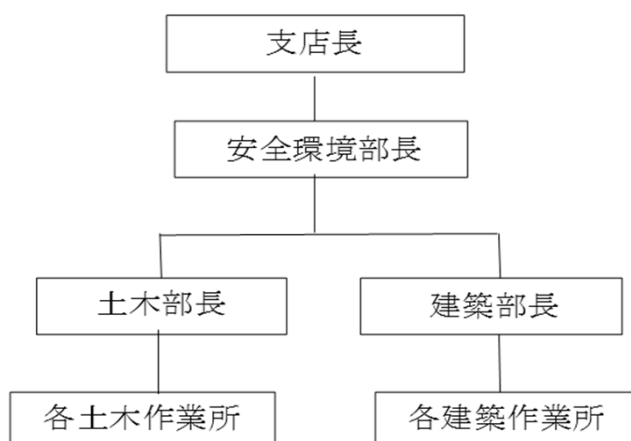 支店長
安全環境部長
土木部長
建築部長
各土木作業所
各建築作業所